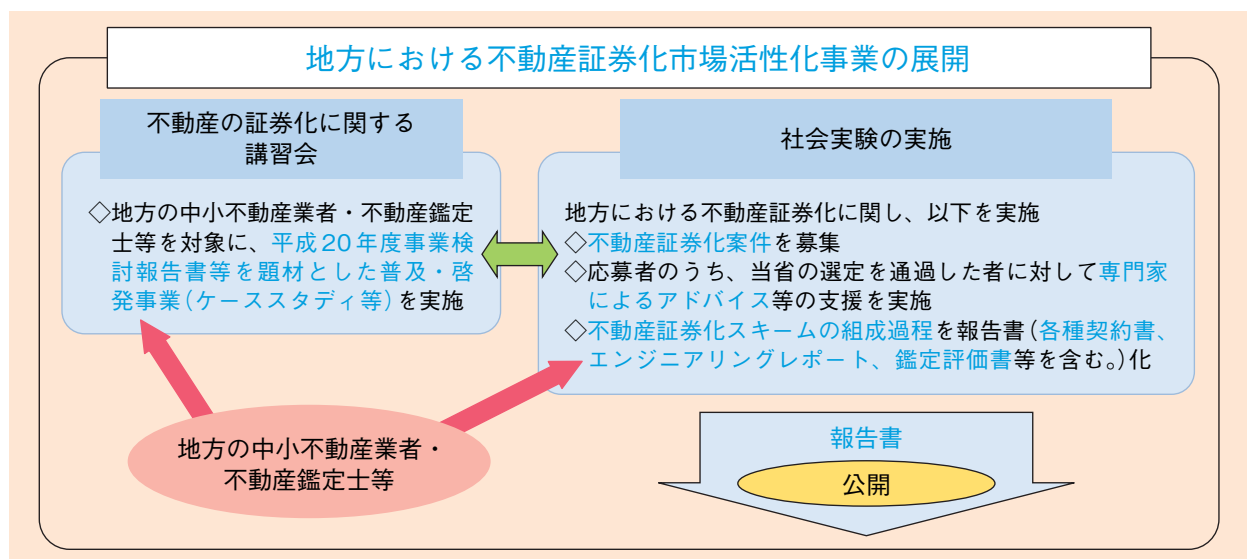 地方における不動産証券化市場活性化事業の展開
不動産の証券化に関する
講習会
◇地方の中小不動産業者・不動産鑑定
士等を対象に、平成20年度事業検
討報告書等を題材とした普及・啓
発事業(ケーススタディ等)を実施
社会実験の実施
地方における不動産証券化に関し、以下を実施
◇不動産証券化案件を募集
◇応募者のうち、当省の選定を通過した者に対して専門家
によるアドバイス等の支援を実施
◇不動産証券化スキームの組成過程を報告書(各種契約書、
エンジニアリングレポート、鑑定評価書等を含む。)化
地方の中小不動産業者・
不動産鑑定士等
報告書
公開